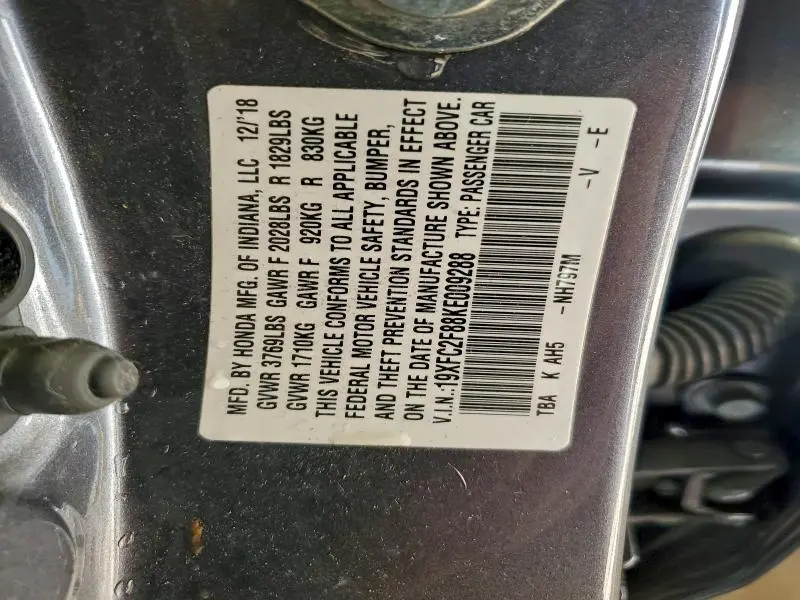 MFD. BY HONDA MFG. OF INDIANA, LLC 12/'18
GVWR 3769LBS GAWR F 2028LBS R 1829LBS
GVWR 1710KG GAWR F 920KG R 830KG
THIS VEHICLE CONFORMS TO ALL APPLICABLE
FEDERAL MOTOR VEHICLE SAFETY, BUMPER,
AND THEFT PREVENTION STANDARDS IN EFFECT
ON THE DATE OF MANUFACTURE SHOWN ABOVE.
V.I.N.:19XFC2F88KE009288 TYPE: PASSENGER CAR
TBA K AH5 -NH797M -V -E